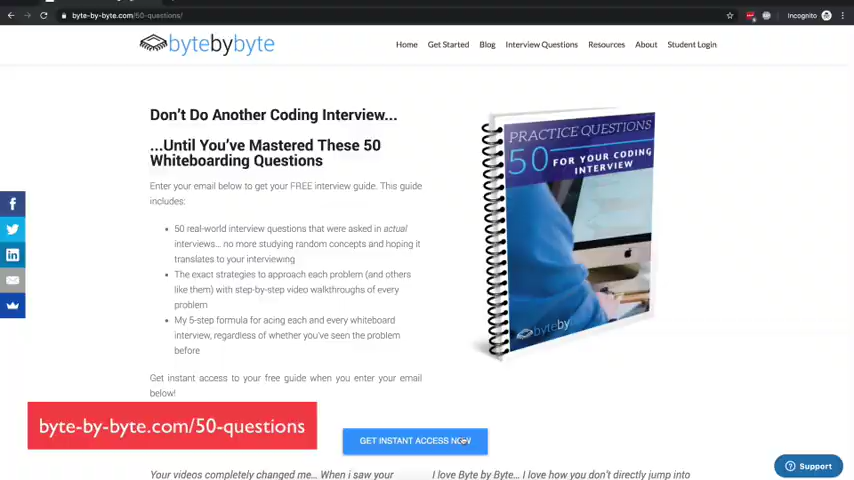 byte-by-byte.com/50-questions/
Incognito
bytebybyte
Home Get Started Blog Interview Questions Resources About Student Login
Don't Do Another Coding Interview...
...Until You've Mastered These 50
Whiteboarding Questions
Enter your email below to get your FREE interview guide. This guide
includes:
50 real-world interview questions that were asked in actual
interviews... no more studying random concepts and hoping it
translates to your interviewing
The exact strategies to approach each problem (and others
like them) with step-by-step video walkthroughs of every
problem
My 5-step formula for acing each and every whiteboard
interview, regardless of whether you've seen the problem
before
Get instant access to your free guide when you enter your email
below!
PRACTICE QUESTIONS
50 FOR YOUR CODING
INTERVIEW
byteby
byte-by-byte.com/50-questions
GET INSTANT ACCESS NOW
Support
Your videos completely changed me... When i saw your
I love Byte by Byte... I love how you don't directly jump into